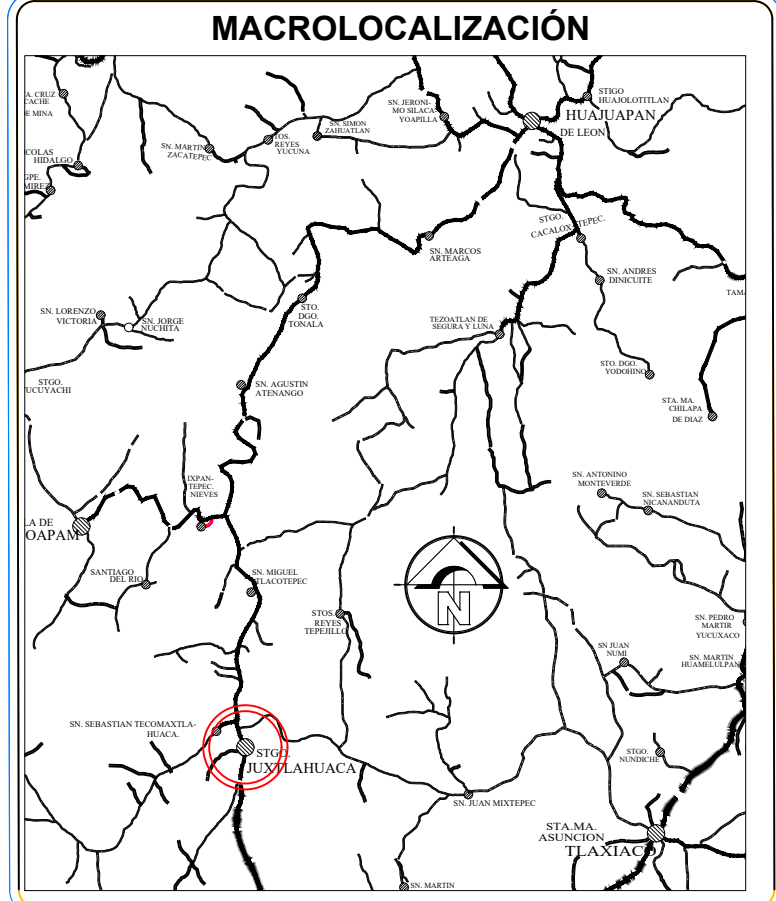 MACROLOCALIZACIÓN
A. CRUZ
CACHE
E MINA
STIGO
HUAJOLOTITLAN
SN. JERONI-
MO SILACA-
YOAPILLA
HUAJUAPAN
DE LEON
SN. SIMON
ZAHUATLAN
TOS.
REYES
YUCUNA
SN. MARTIN
ZACATEPEC
COLAS
HIDALGO
GPE.
MIREZ
STGO.
CACALOXTEPEC.
SN. MARCOS
ARTEAGA
SN. ANDRES
DINICUITE
TAMA
STO.
DGO.
TONALA
SN. LORENZO
VICTORIA
SN. JORGE
NUCHITA
TEZOATLAN DE
SEGURA Y LUNA
STO. DGO.
YODOHINO
STGO.
UCUYACHI
SN. AGUSTIN
ATENANGO
STA. MA.
CHILAPA
DE DIAZ
IXPAN-
TEPEC.
NIEVES
SN. ANTONINO
MONTEVERDE
SN. SEBASTIAN
NICANANDUTA
LA DE
OAPAM
SANTIAGO
DEL RIO
SN. MIGUEL
TLACOTEPEC
N
STOS.
REYES
TEPEJILLO
SN. PEDRO
MARTIR
YUCUXACO
SN JUAN
NUMI
SN. MARTIN
HUAMELULPAN
SN. SEBASTIAN TECOMAXTLA-
HUACA.
STGO.
JUXTLAHUACA
STGO.
NUNDICHE
SN. JUAN MIXTEPEC
STA.MA.
ASUNCION
TLAXIACO
SN. MARTIN